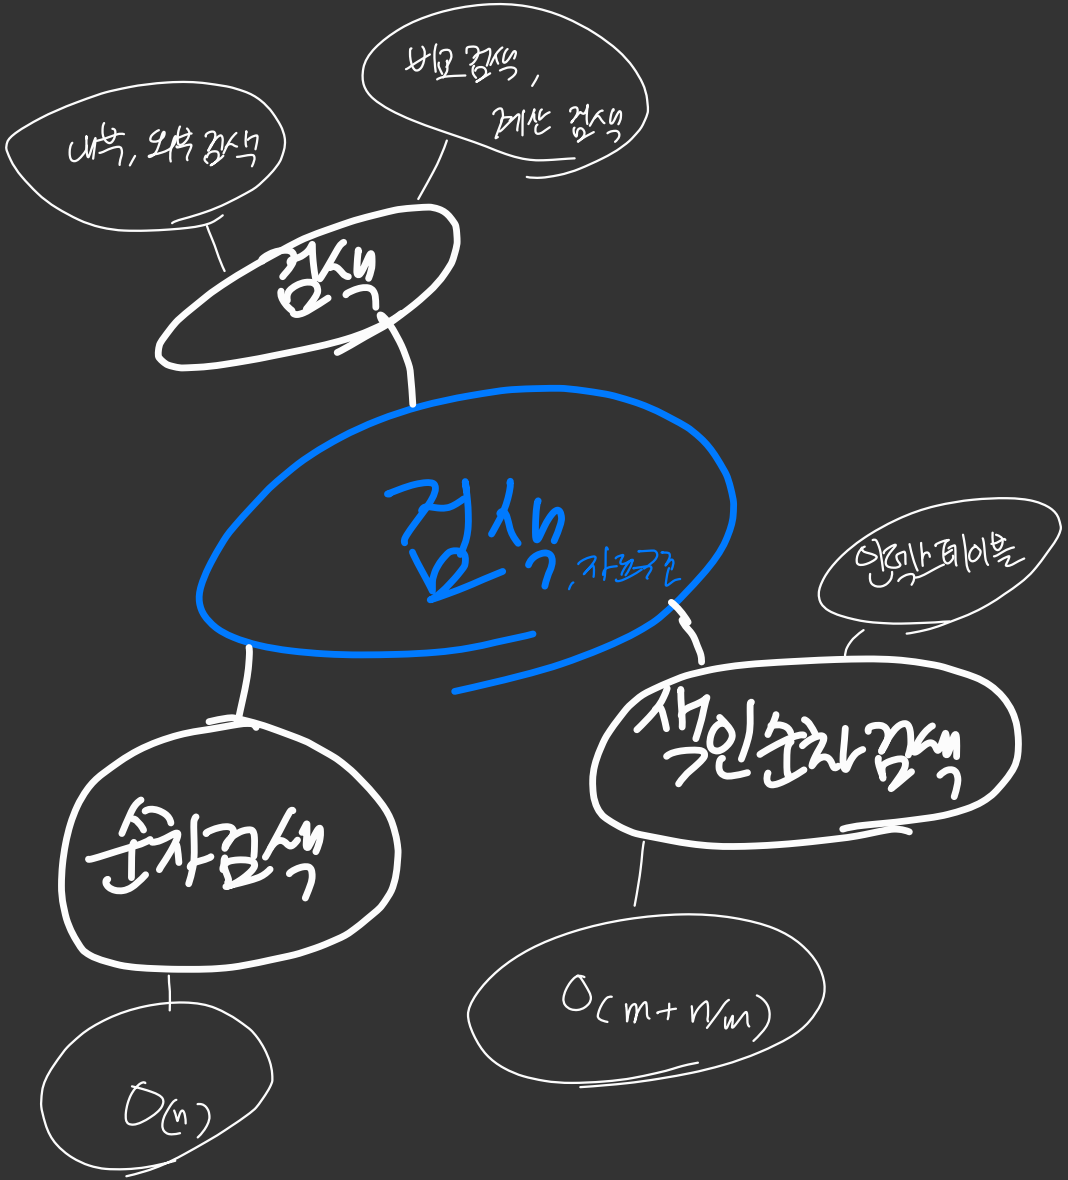 비교 검색,
계산 검색
내부, 외부 검색
검색
검색
, 자료구조
인덱스 테이블
색인순차검색
순차검색
O(m+n/m)
O(n)